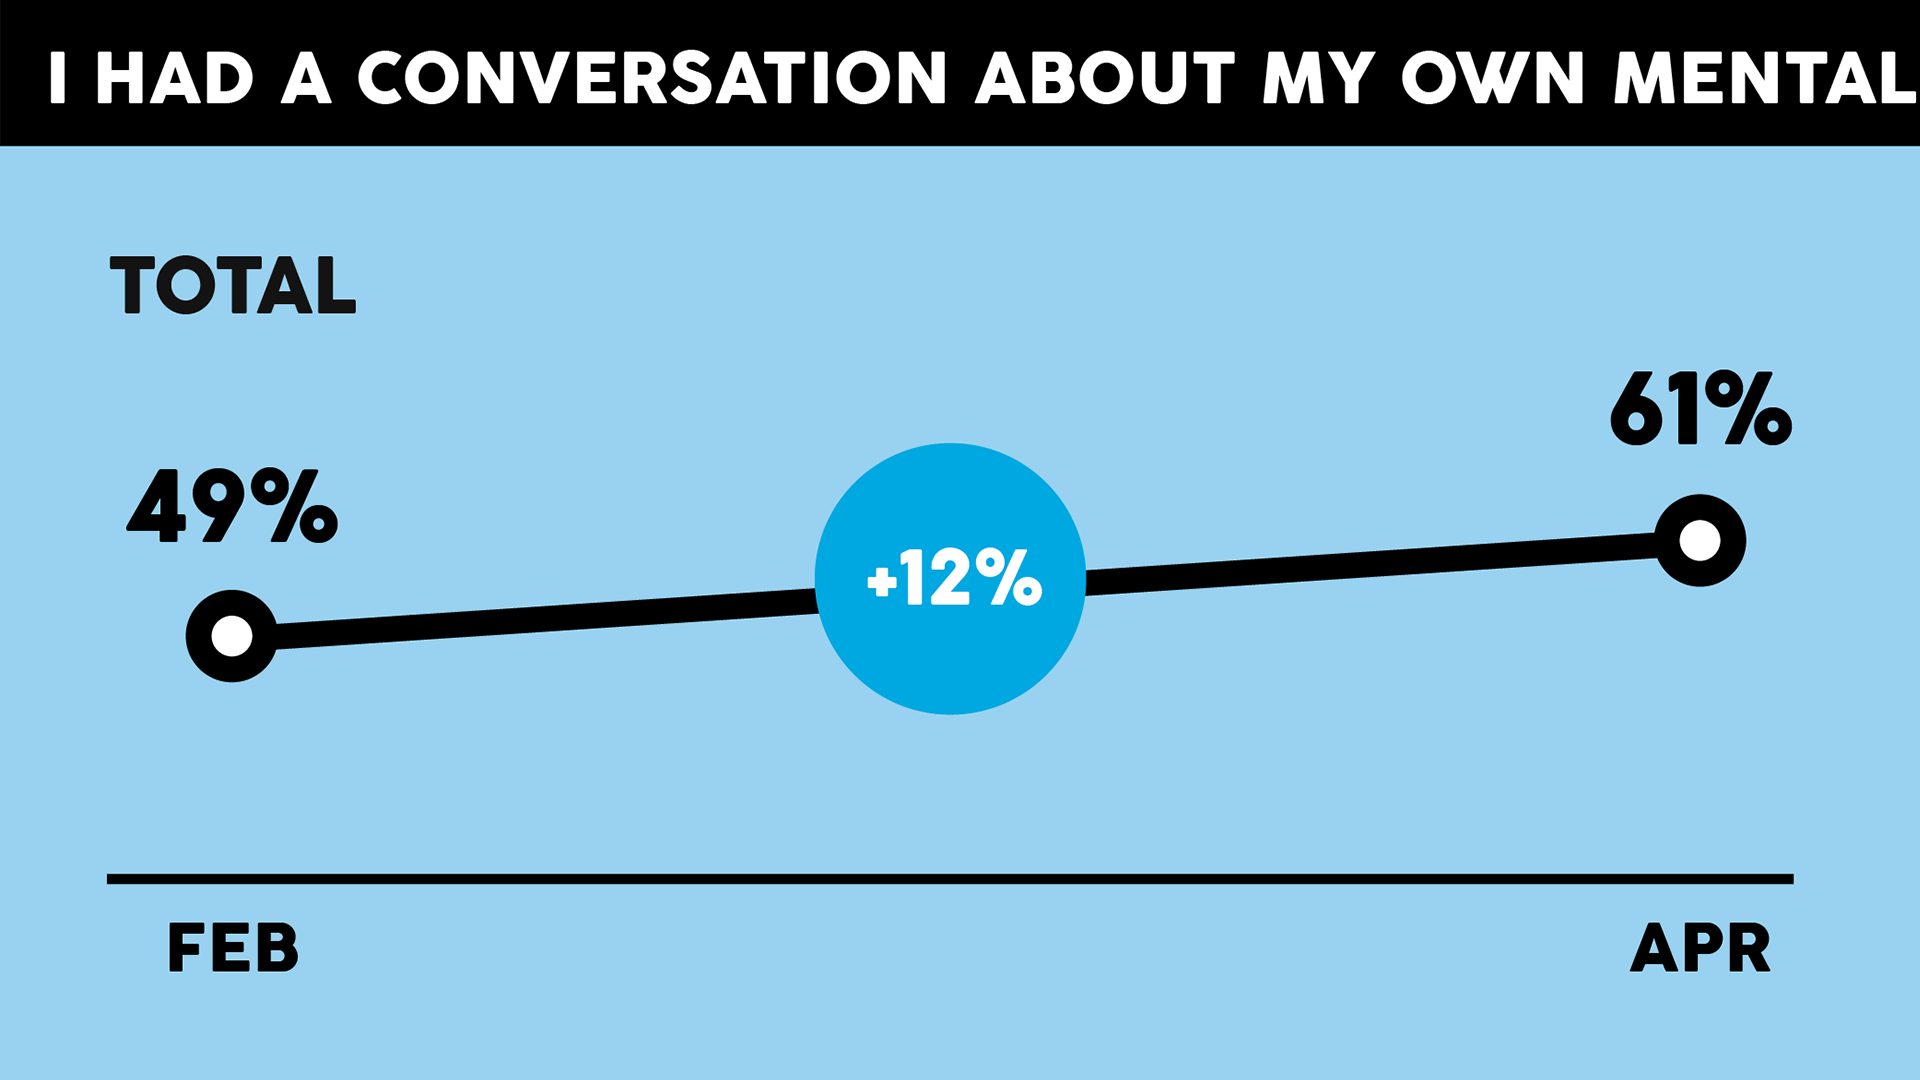 I HAD A CONVERSATION ABOUT MY OWN MENTAL
TOTAL
61%
49%
+12%
FEB APR